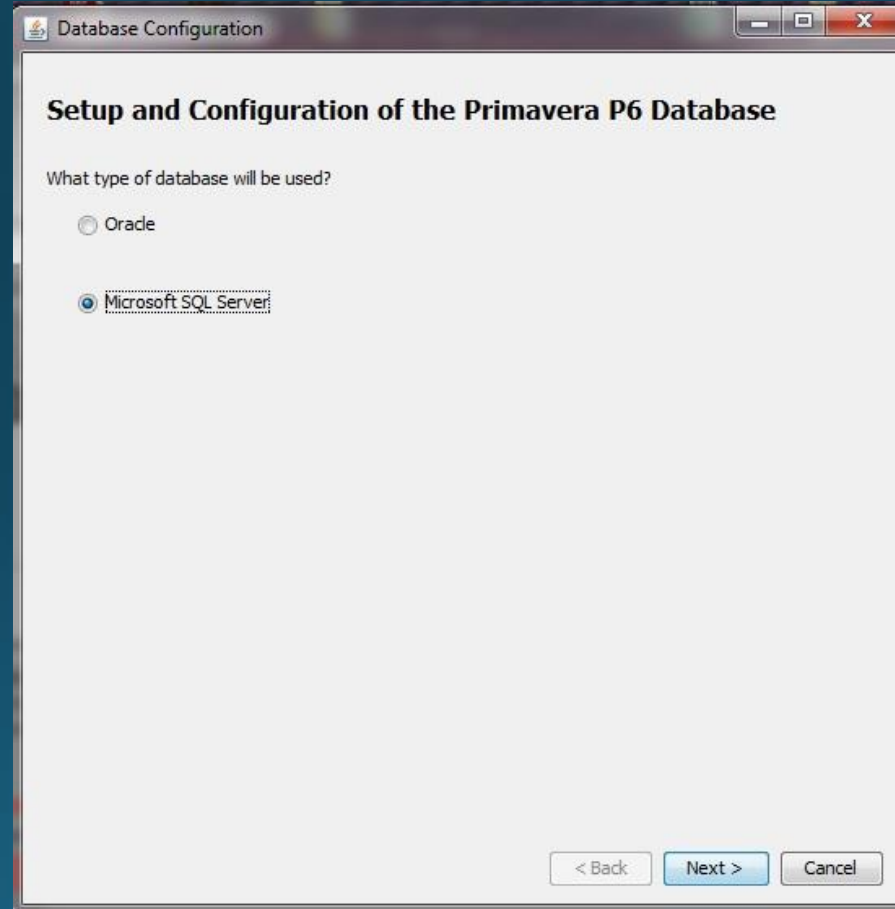 Database Configuration
Setup and Configuration of the Primavera P6 Database
What type of database will be used?
Oracle
Microsoft SQL Server
< Back Next > Cancel